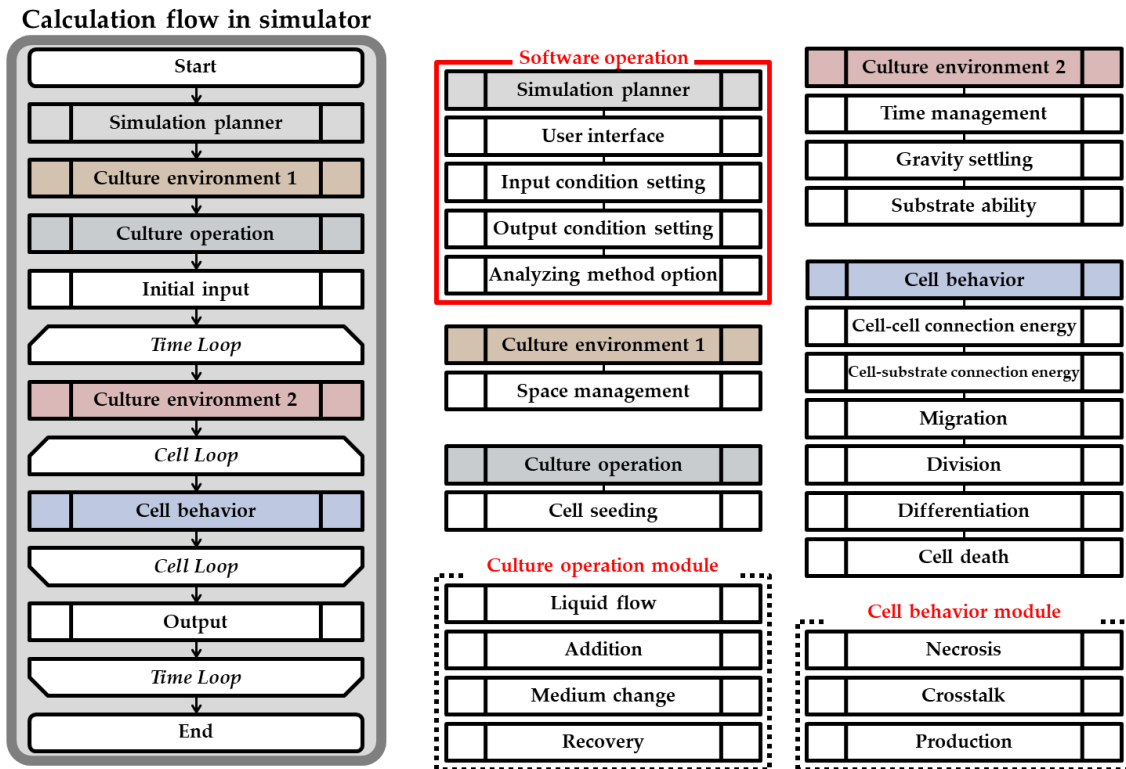 Calculation flow in simulator
Start
Simulation planner
Culture environment 1
Culture operation
Initial input
Time Loop
Culture environment 2
Cell Loop
Cell behavior
Cell Loop
Output
Time Loop
End
Software operation
Simulation planner
User interface
Input condition setting
Output condition setting
Analyzing method option
Culture environment 1
Space management
Culture operation
Cell seeding
Culture operation module
Liquid flow
Addition
Medium change
Recovery
Culture environment 2
Time management
Gravity settling
Substrate ability
Cell behavior
Cell-cell connection energy
Cell-substrate connection energy
Migration
Division
Differentiation
Cell death
Cell behavior module
Necrosis
Crosstalk
Production